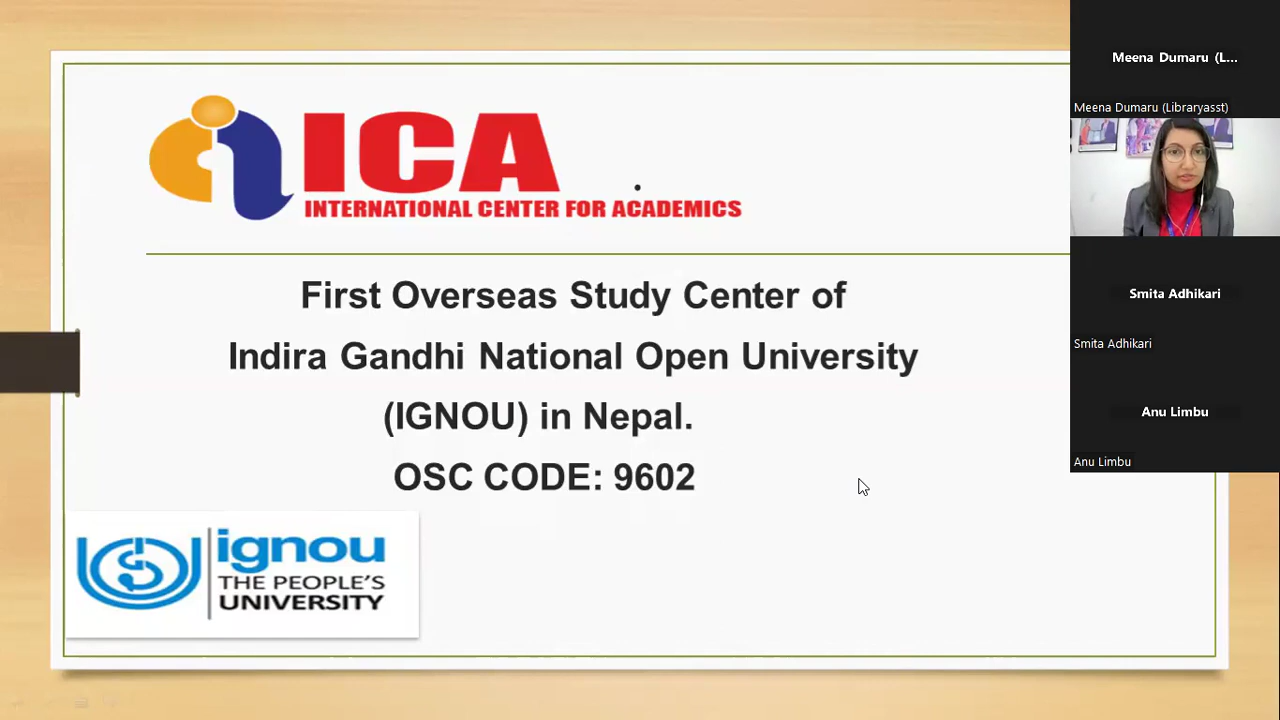 ICA
INTERNATIONAL CENTER FOR ACADEMICS
.
First Overseas Study Center of
Indira Gandhi National Open University
(IGNOU) in Nepal.
OSC CODE: 9602
ignou
THE PEOPLE'S
UNIVERSITY
Meena Dumaru (L...
Meena Dumaru (Libraryasst)
Smita Adhikari
Smita Adhikari
Anu Limbu
Anu Limbu